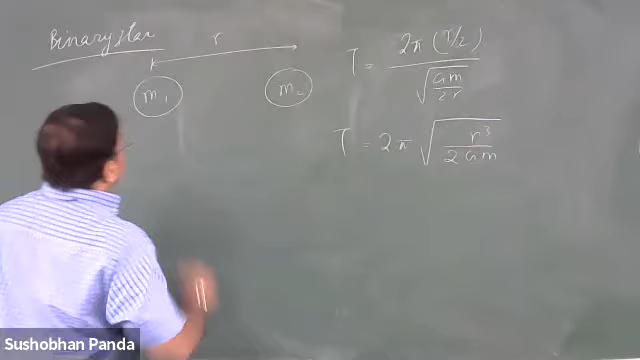 Binary star
r
m₁
m₂
T = 2π (r/2) / √(Gm/2r)
T = 2π √(r³/2Gm)
Sushobhan Panda